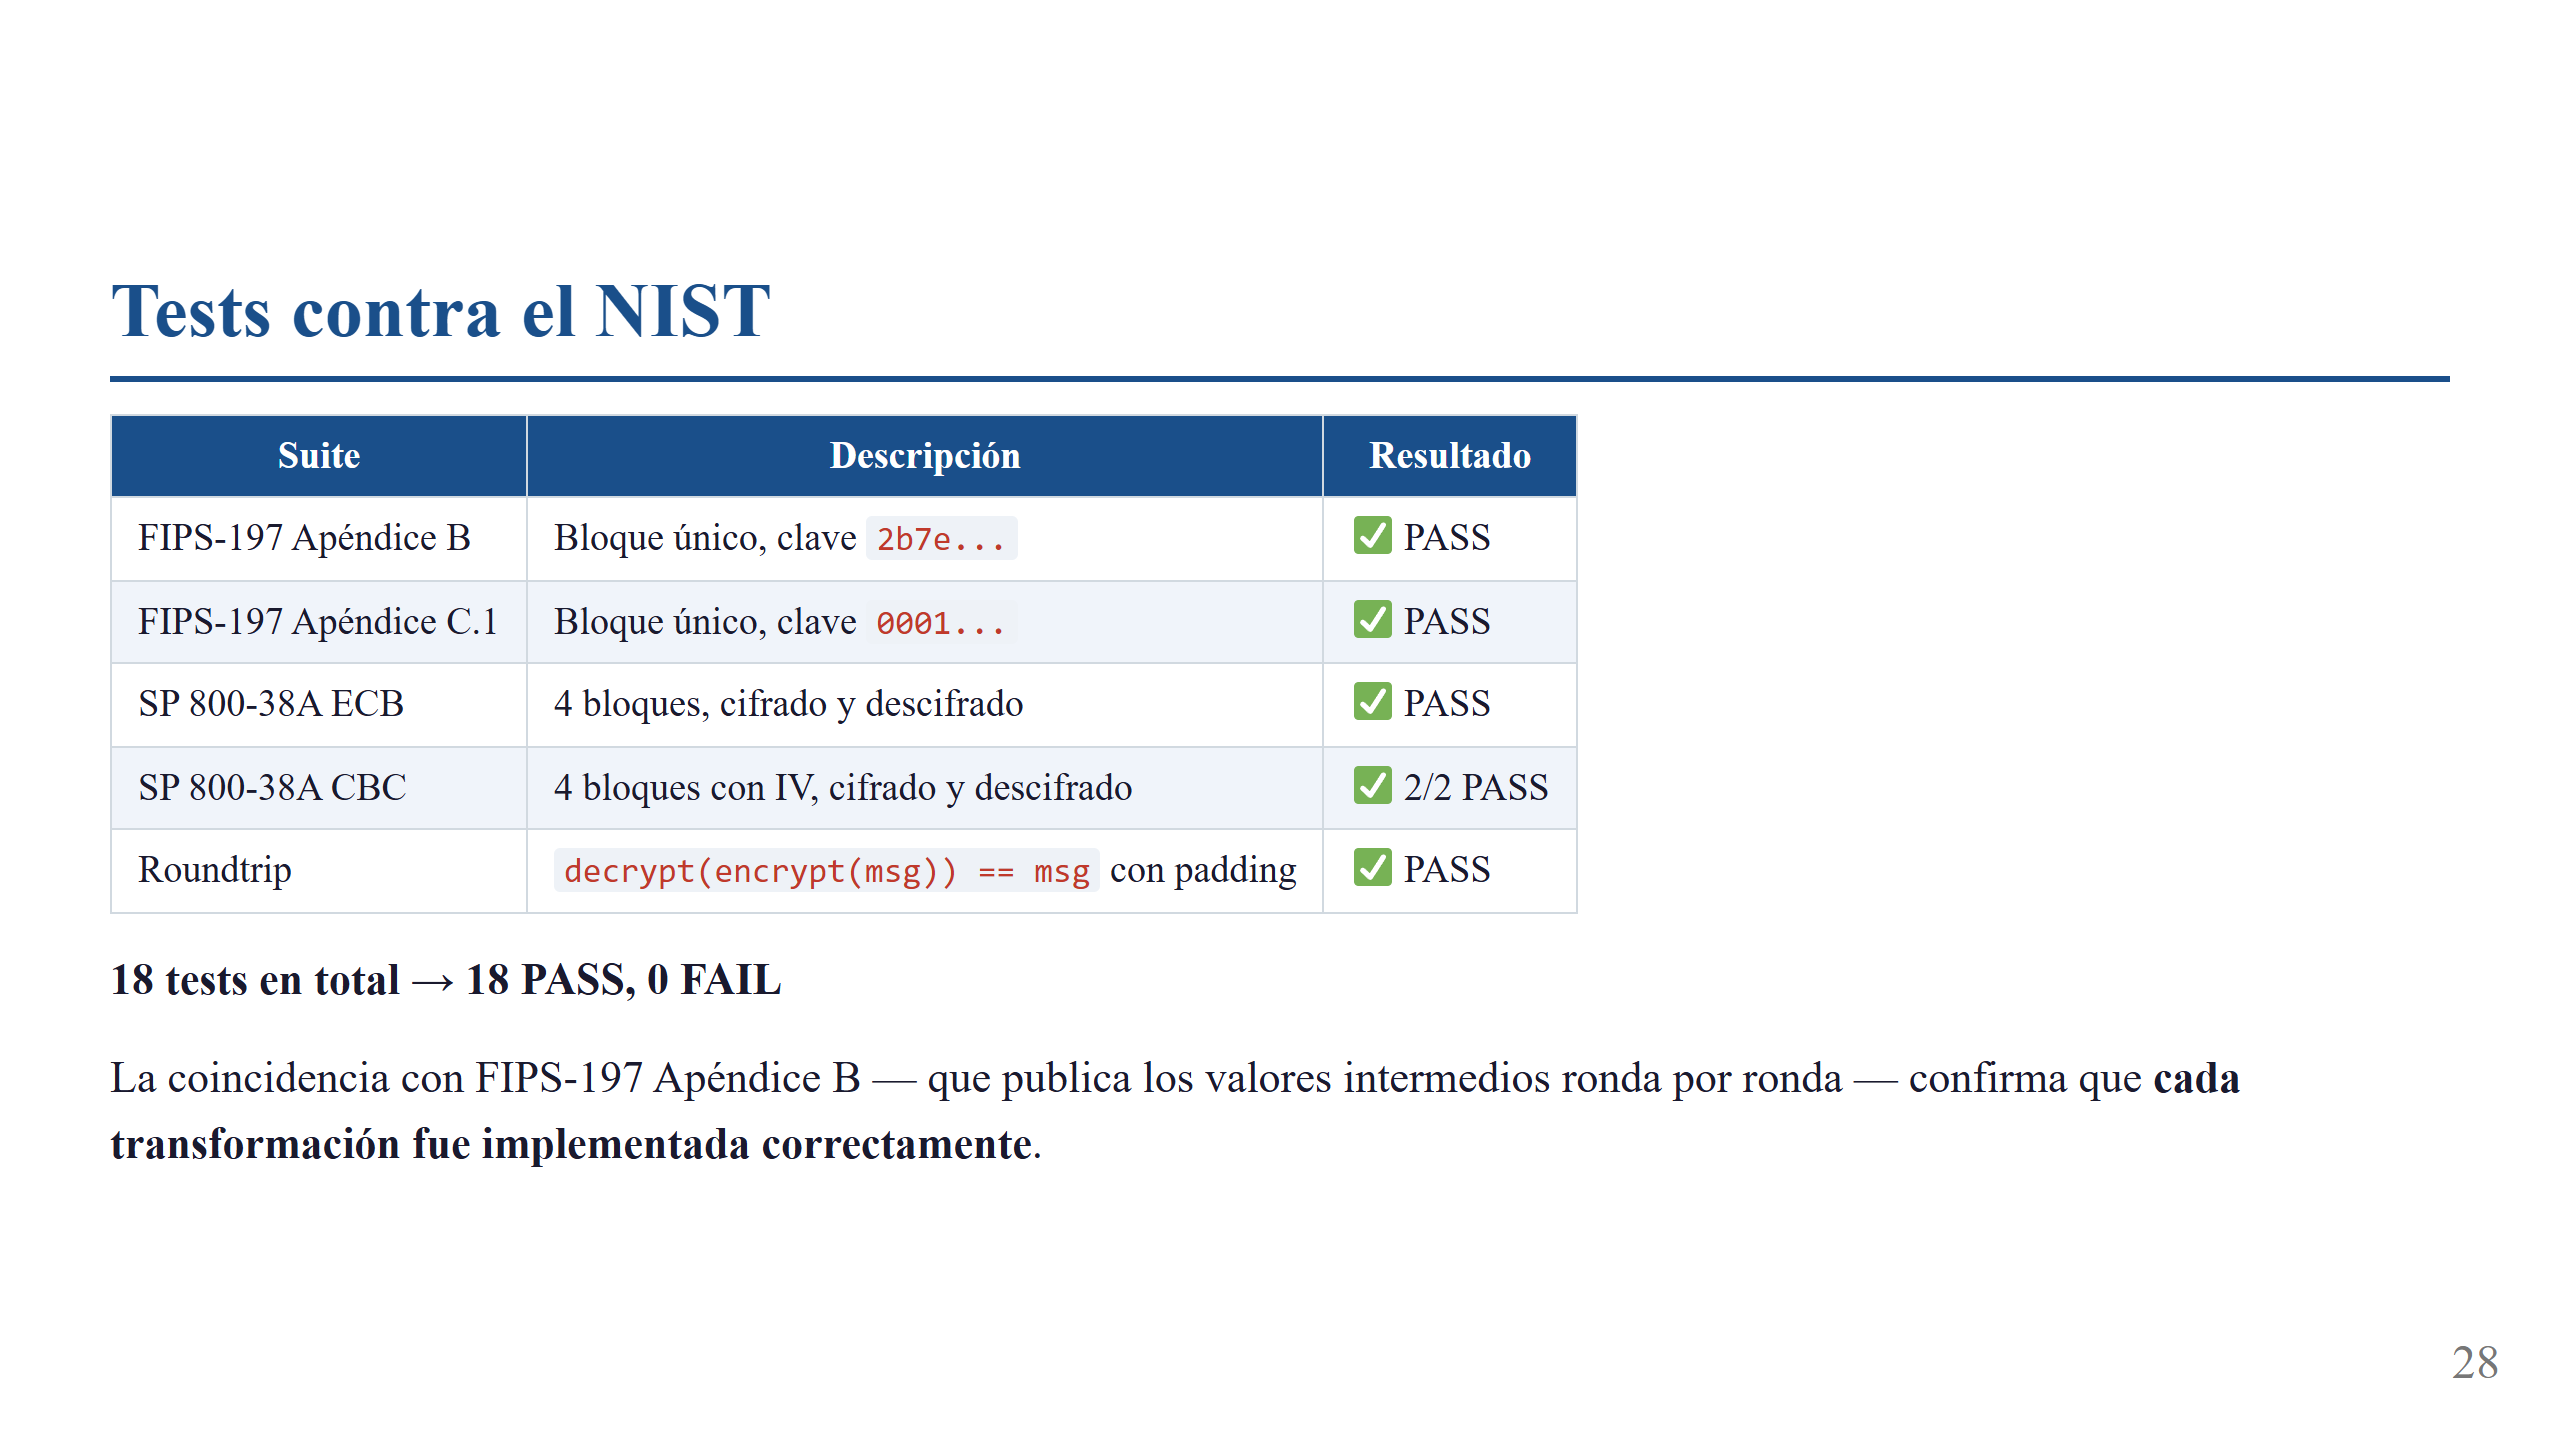 Tests contra el NIST
Suite Descripción Resultado
FIPS-197 Apéndice B Bloque único, clave 2b7e... ✅ PASS
FIPS-197 Apéndice C.1 Bloque único, clave 0001... ✅ PASS
SP 800-38A ECB 4 bloques, cifrado y descifrado ✅ PASS
SP 800-38A CBC 4 bloques con IV, cifrado y descifrado ✅ 2/2 PASS
Roundtrip decrypt(encrypt(msg)) == msg con padding ✅ PASS
18 tests en total → 18 PASS, 0 FAIL
La coincidencia con FIPS-197 Apéndice B — que publica los valores intermedios ronda por ronda — confirma que cada
transformación fue implementada correctamente.
28